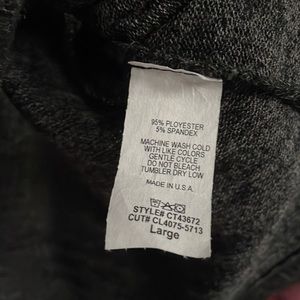 95% PLOYESTER
5% SPANDEX
MACHINE WASH COLD
WITH LIKE COLORS
GENTLE CYCLE
DO NOT BLEACH
TUMBLER DRY LOW
MADE IN U.S.A.
STYLE# CT43672
CUT# CL4075-5713
Large